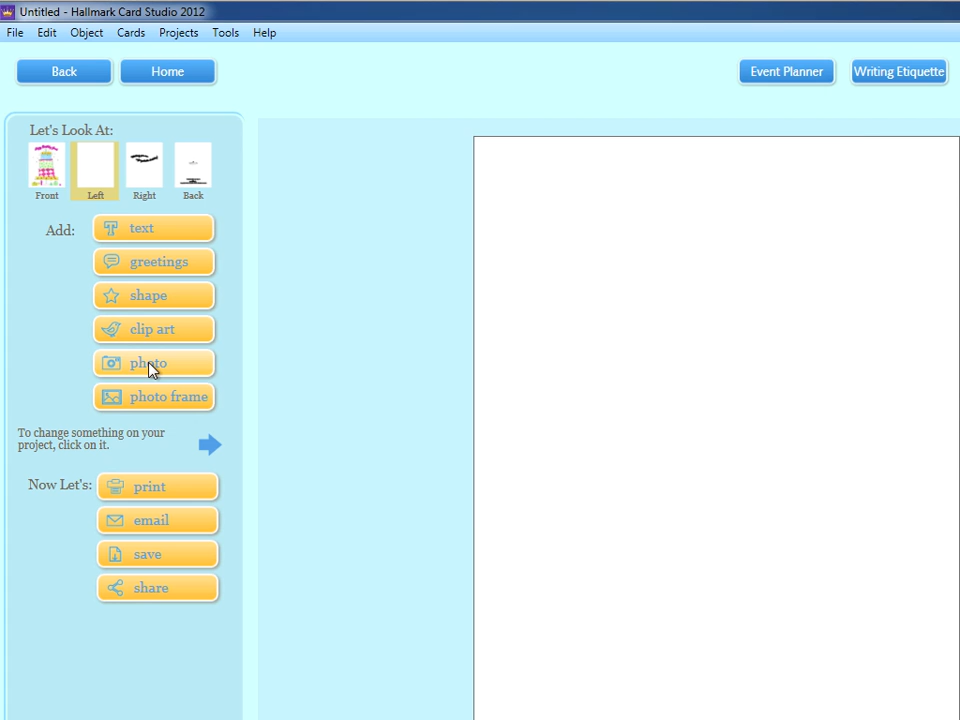 Untitled - Hallmark Card Studio 2012
File Edit Object Cards Projects Tools Help
Back Home Event Planner Writing Etiquette
Let's Look At:
Front Left Right Back
Add:
text
greetings
shape
clip art
photo
photo frame
To change something on your
project, click on it.
Now Let's:
print
email
save
share